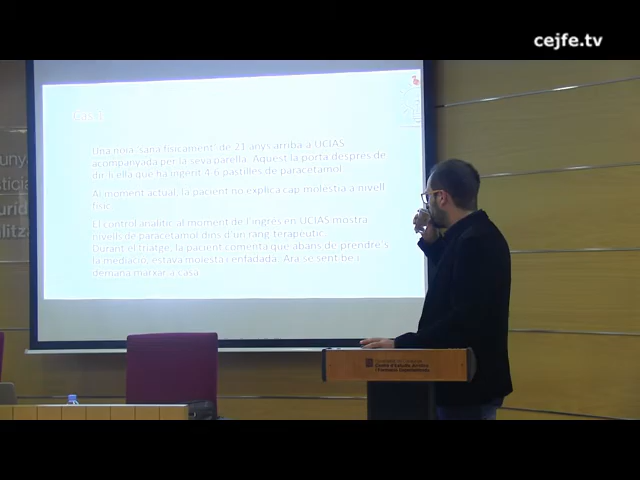 cejfe.tv
Cas 1
Una noia 'sana físicament' de 21 anys arriba a UCIAS
acompanyada per la seva parella. Aquest la porta després de
dir-li ella que ha ingerit 4-6 pastilles de paracetamol.
Al moment actual, la pacient no explica cap molèstia a nivell
físic.
El control analític al moment de l'ingrés en UCIAS mostra
nivells de paracetamol dins d'un rang terapèutic.
Durant el triatge, la pacient comenta que abans de prendre's
la mediació, estava molesta i enfadada. Ara se sent bé i
demana marxar a casa.